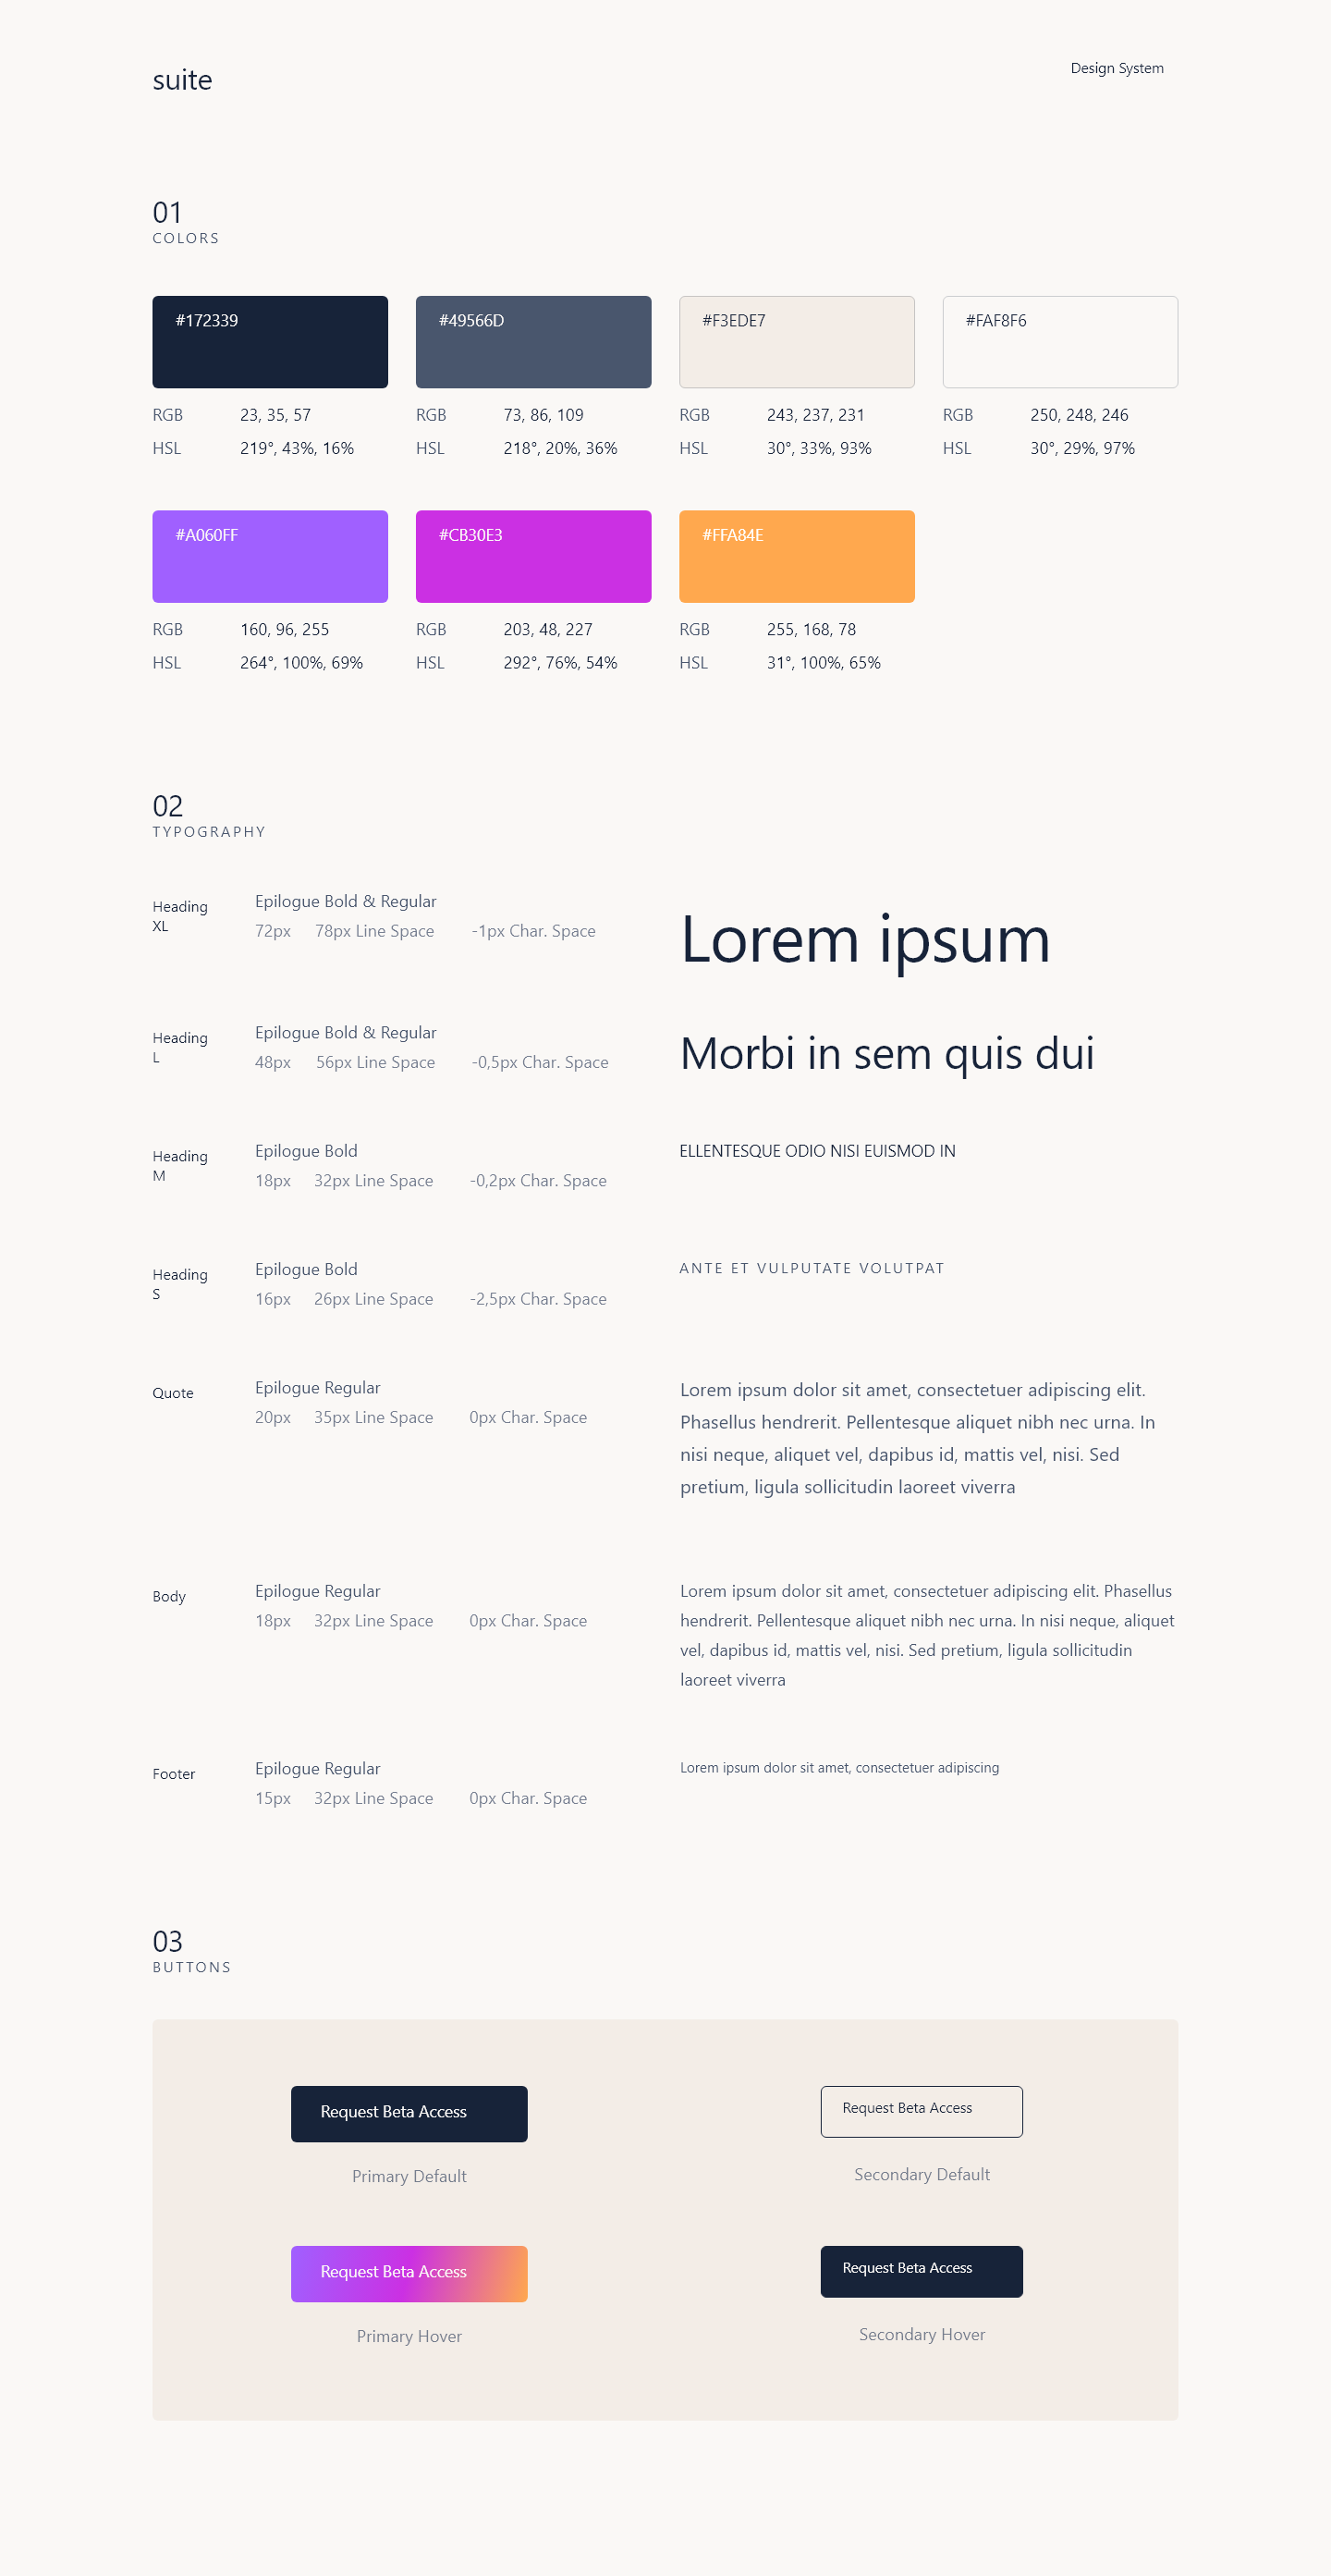 suite
Design System
01
COLORS
#172339
#49566D
#F3EDE7
#FAF8F6
RGB 23, 35, 57
HSL 219°, 43%, 16%
RGB 73, 86, 109
HSL 218°, 20%, 36%
RGB 243, 237, 231
HSL 30°, 33%, 93%
RGB 250, 248, 246
HSL 30°, 29%, 97%
#A060FF
#CB30E3
#FFA84E
RGB 160, 96, 255
HSL 264°, 100%, 69%
RGB 203, 48, 227
HSL 292°, 76%, 54%
RGB 255, 168, 78
HSL 31°, 100%, 65%
02
TYPOGRAPHY
Heading
XL
Epilogue Bold & Regular
72px 78px Line Space -1px Char. Space
Lorem ipsum
Heading
L
Epilogue Bold & Regular
48px 56px Line Space -0,5px Char. Space
Morbi in sem quis dui
Heading
M
Epilogue Bold
18px 32px Line Space -0,2px Char. Space
ELLENTESQUE ODIO NISI EUISMOD IN
Heading
S
Epilogue Bold
16px 26px Line Space -2,5px Char. Space
ANTE ET VULPUTATE VOLUTPAT
Quote
Epilogue Regular
20px 35px Line Space 0px Char. Space
Lorem ipsum dolor sit amet, consectetuer adipiscing elit.
Phasellus hendrerit. Pellentesque aliquet nibh nec urna. In
nisi neque, aliquet vel, dapibus id, mattis vel, nisi. Sed
pretium, ligula sollicitudin laoreet viverra
Body
Epilogue Regular
18px 32px Line Space 0px Char. Space
Lorem ipsum dolor sit amet, consectetuer adipiscing elit. Phasellus
hendrerit. Pellentesque aliquet nibh nec urna. In nisi neque, aliquet
vel, dapibus id, mattis vel, nisi. Sed pretium, ligula sollicitudin
laoreet viverra
Footer
Epilogue Regular
15px 32px Line Space 0px Char. Space
Lorem ipsum dolor sit amet, consectetuer adipiscing
03
BUTTONS
Request Beta Access
Primary Default
Request Beta Access
Secondary Default
Request Beta Access
Primary Hover
Request Beta Access
Secondary Hover